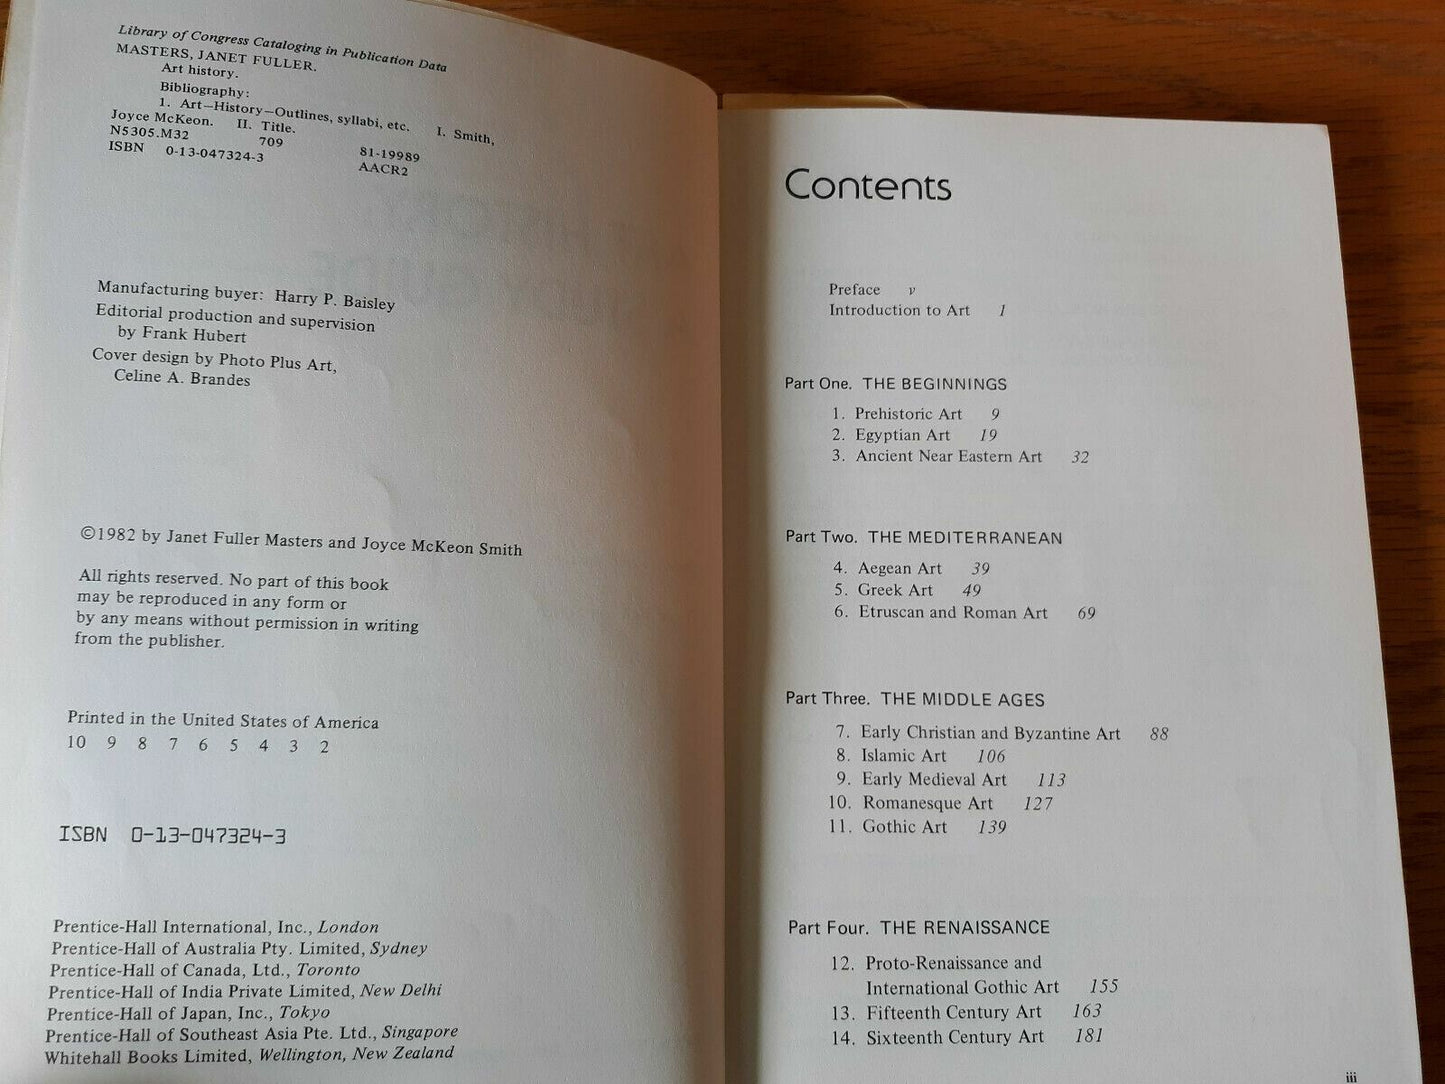 Library of Congress Cataloging in Publication Data
MASTERS, JANET FULLER.
Art history.
Bibliography:
1. Art—History—Outlines, syllabi, etc. I. Smith,
Joyce McKeon. II. Title.
N5305.M32 709 81-19989
ISBN 0-13-047324-3 AACR2
Manufacturing buyer: Harry P. Baisley
Editorial production and supervision
by Frank Hubert
Cover design by Photo Plus Art,
Celine A. Brandes
©1982 by Janet Fuller Masters and Joyce McKeon Smith
All rights reserved. No part of this book
may be reproduced in any form or
by any means without permission in writing
from the publisher.
Printed in the United States of America
10 9 8 7 6 5 4 3 2
ISBN 0-13-047324-3
Prentice-Hall International, Inc., London
Prentice-Hall of Australia Pty. Limited, Sydney
Prentice-Hall of Canada, Ltd., Toronto
Prentice-Hall of India Private Limited, New Delhi
Prentice-Hall of Japan, Inc., Tokyo
Prentice-Hall of Southeast Asia Pte. Ltd., Singapore
Whitehall Books Limited, Wellington, New Zealand
Contents
Preface v
Introduction to Art 1
Part One. THE BEGINNINGS
1. Prehistoric Art 9
2. Egyptian Art 19
3. Ancient Near Eastern Art 32
Part Two. THE MEDITERRANEAN
4. Aegean Art 39
5. Greek Art 49
6. Etruscan and Roman Art 69
Part Three. THE MIDDLE AGES
7. Early Christian and Byzantine Art 88
8. Islamic Art 106
9. Early Medieval Art 113
10. Romanesque Art 127
11. Gothic Art 139
Part Four. THE RENAISSANCE
12. Proto-Renaissance and
International Gothic Art 155
13. Fifteenth Century Art 163
14. Sixteenth Century Art 181
iii